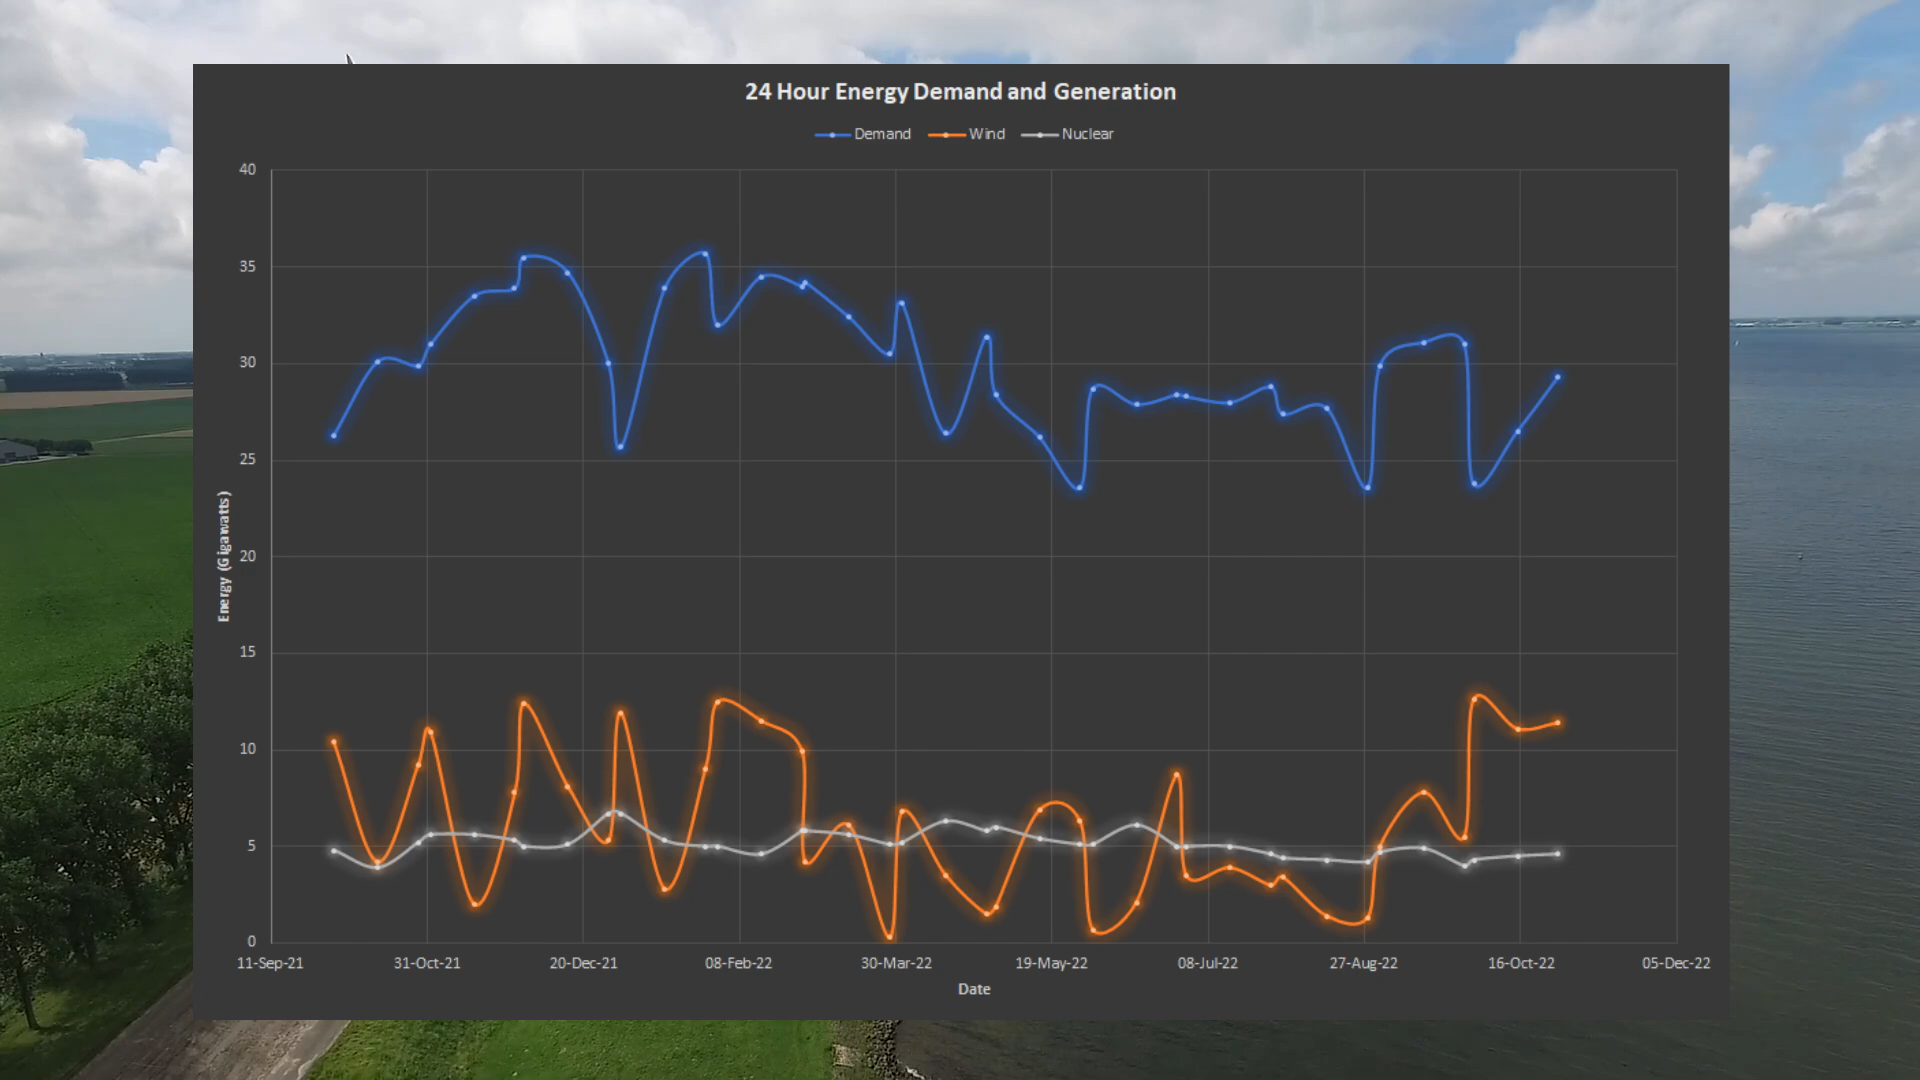 24 Hour Energy Demand and Generation
Demand Wind Nuclear
40
35
30
25
20
15
10
5
0
Energy (Gigawatts)
11-Sep-21 31-Oct-21 20-Dec-21 08-Feb-22 30-Mar-22 19-May-22 08-Jul-22 27-Aug-22 16-Oct-22 05-Dec-22
Date